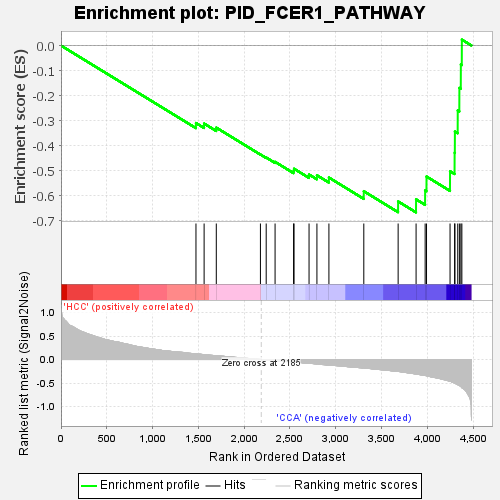 Enrichment plot: PID_FCER1_PATHWAY
Enrichment score (ES)
0.0
-0.1
-0.2
-0.3
-0.4
-0.5
-0.6
-0.7
'HCC' (positively correlated)
Ranked list metric (Signal2Noise)
1.0
0.5
0.0
-0.5
-1.0
Zero cross at 2185
'CCA' (negatively correlated)
0 500 1,000 1,500 2,000 2,500 3,000 3,500 4,000 4,500
Rank in Ordered Dataset
Enrichment profile Hits Ranking metric scores